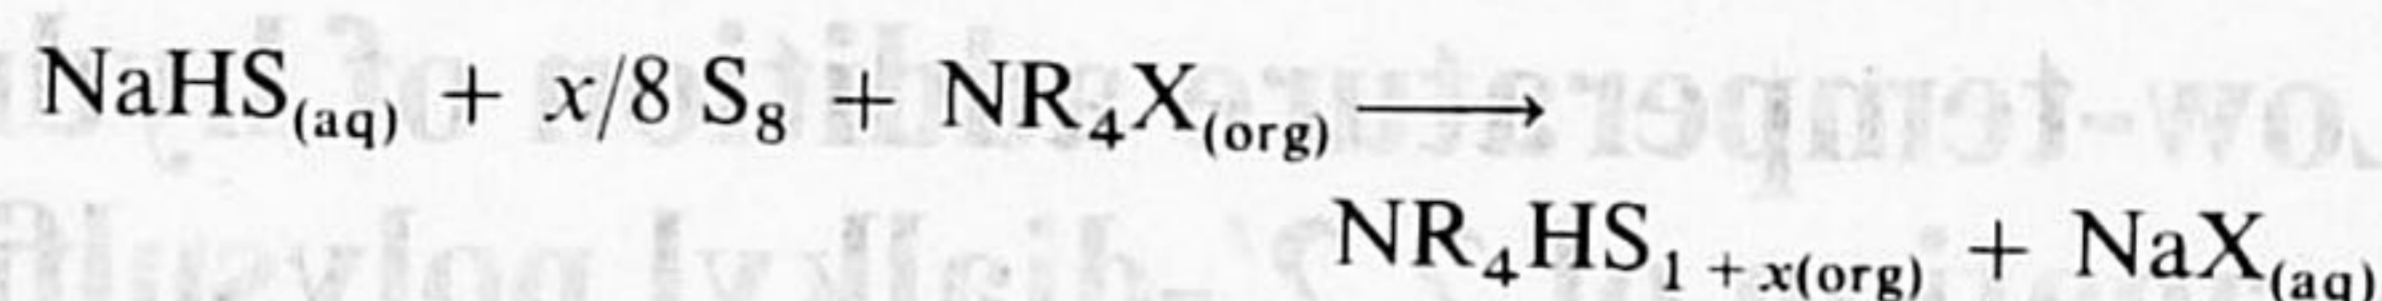 NaHS(aq) + x/8 S₈ + NR₄X(org) ⟶
NR₄HS₁₊ₓ(org) + NaX(aq)